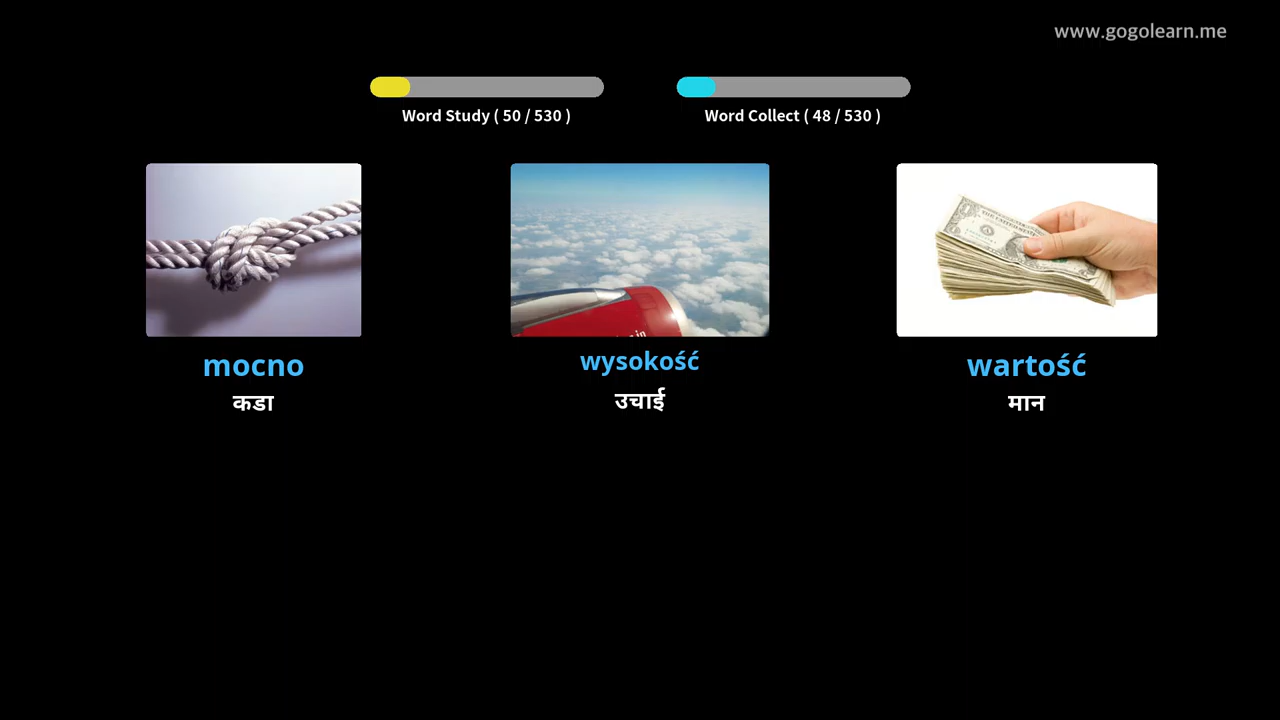 www.gogolearn.me
Word Study ( 50 / 530 )
Word Collect ( 48 / 530 )
mocno
कडा
wysokość
उचाई
wartość
मान